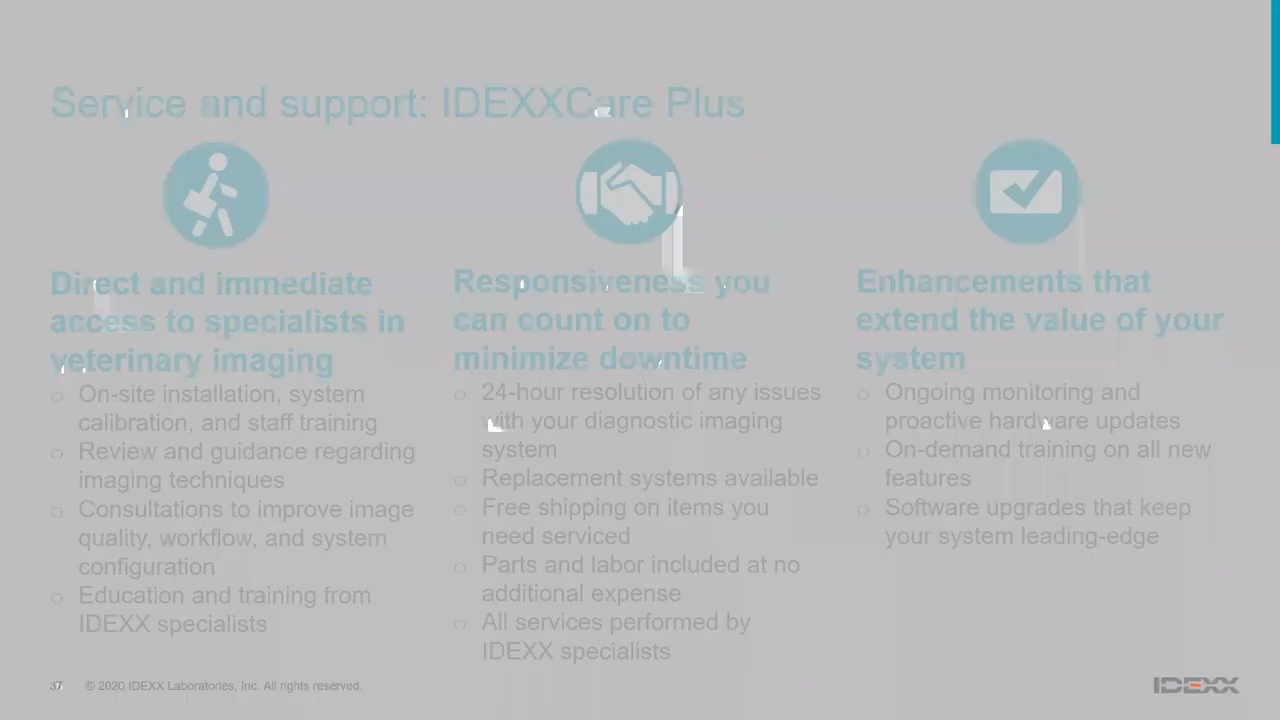 Service and support: IDEXXCare Plus
Direct and immediate
access to specialists in
veterinary imaging
○ On-site installation, system
calibration, and staff training
○ Review and guidance regarding
imaging techniques
○ Consultations to improve image
quality, workflow, and system
configuration
○ Education and training from
IDEXX specialists
Responsiveness you
can count on to
minimize downtime
○ 24-hour resolution of any issues
with your diagnostic imaging
system
○ Replacement systems available
○ Free shipping on items you
need serviced
○ Parts and labor included at no
additional expense
○ All services performed by
IDEXX specialists
Enhancements that
extend the value of your
system
○ Ongoing monitoring and
proactive hardware updates
○ On-demand training on all new
features
○ Software upgrades that keep
your system leading-edge
© 2020 IDEXX Laboratories, Inc. All rights reserved.
IDEXX